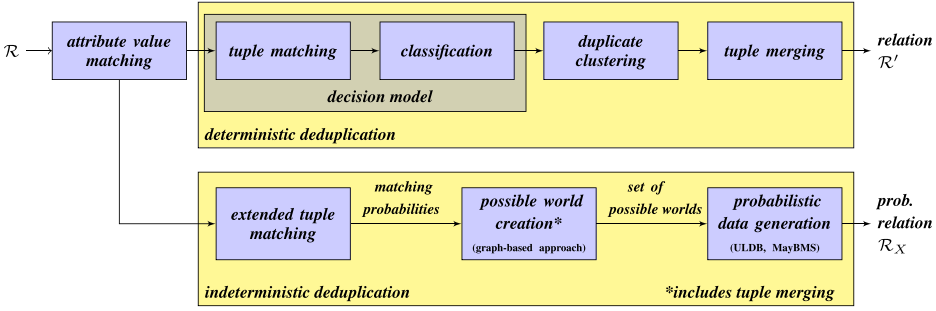 ℛ
attribute value
matching
tuple matching
classification
decision model
duplicate
clustering
tuple merging
relation
ℛ′
deterministic deduplication
extended tuple
matching
matching
probabilities
possible world
creation*
(graph-based approach)
set of
possible worlds
probabilistic
data generation
(ULDB, MayBMS)
prob.
relation
ℛX
indeterministic deduplication
*includes tuple merging